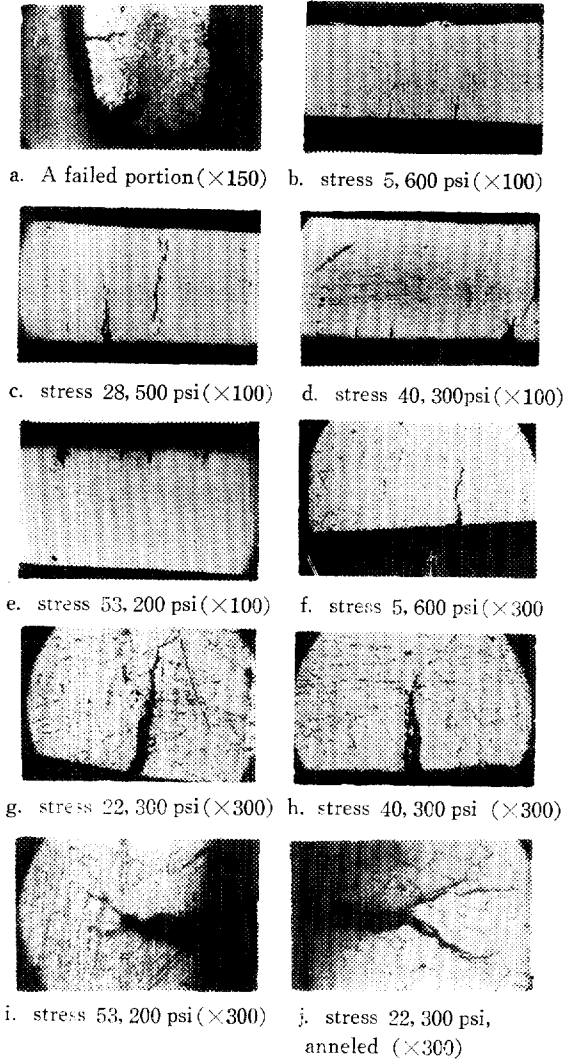 a. A failed portion(×150)
b. stress 5,600 psi(×100)
c. stress 28,500 psi(×100)
d. stress 40,300psi(×100)
e. stress 53,200 psi(×100)
f. stress 5,600 psi(×300
g. stress 22,300 psi(×300)
h. stress 40,300 psi (×300)
i. stress 53,200 psi(×300)
j. stress 22,300 psi,
anneled (×300)